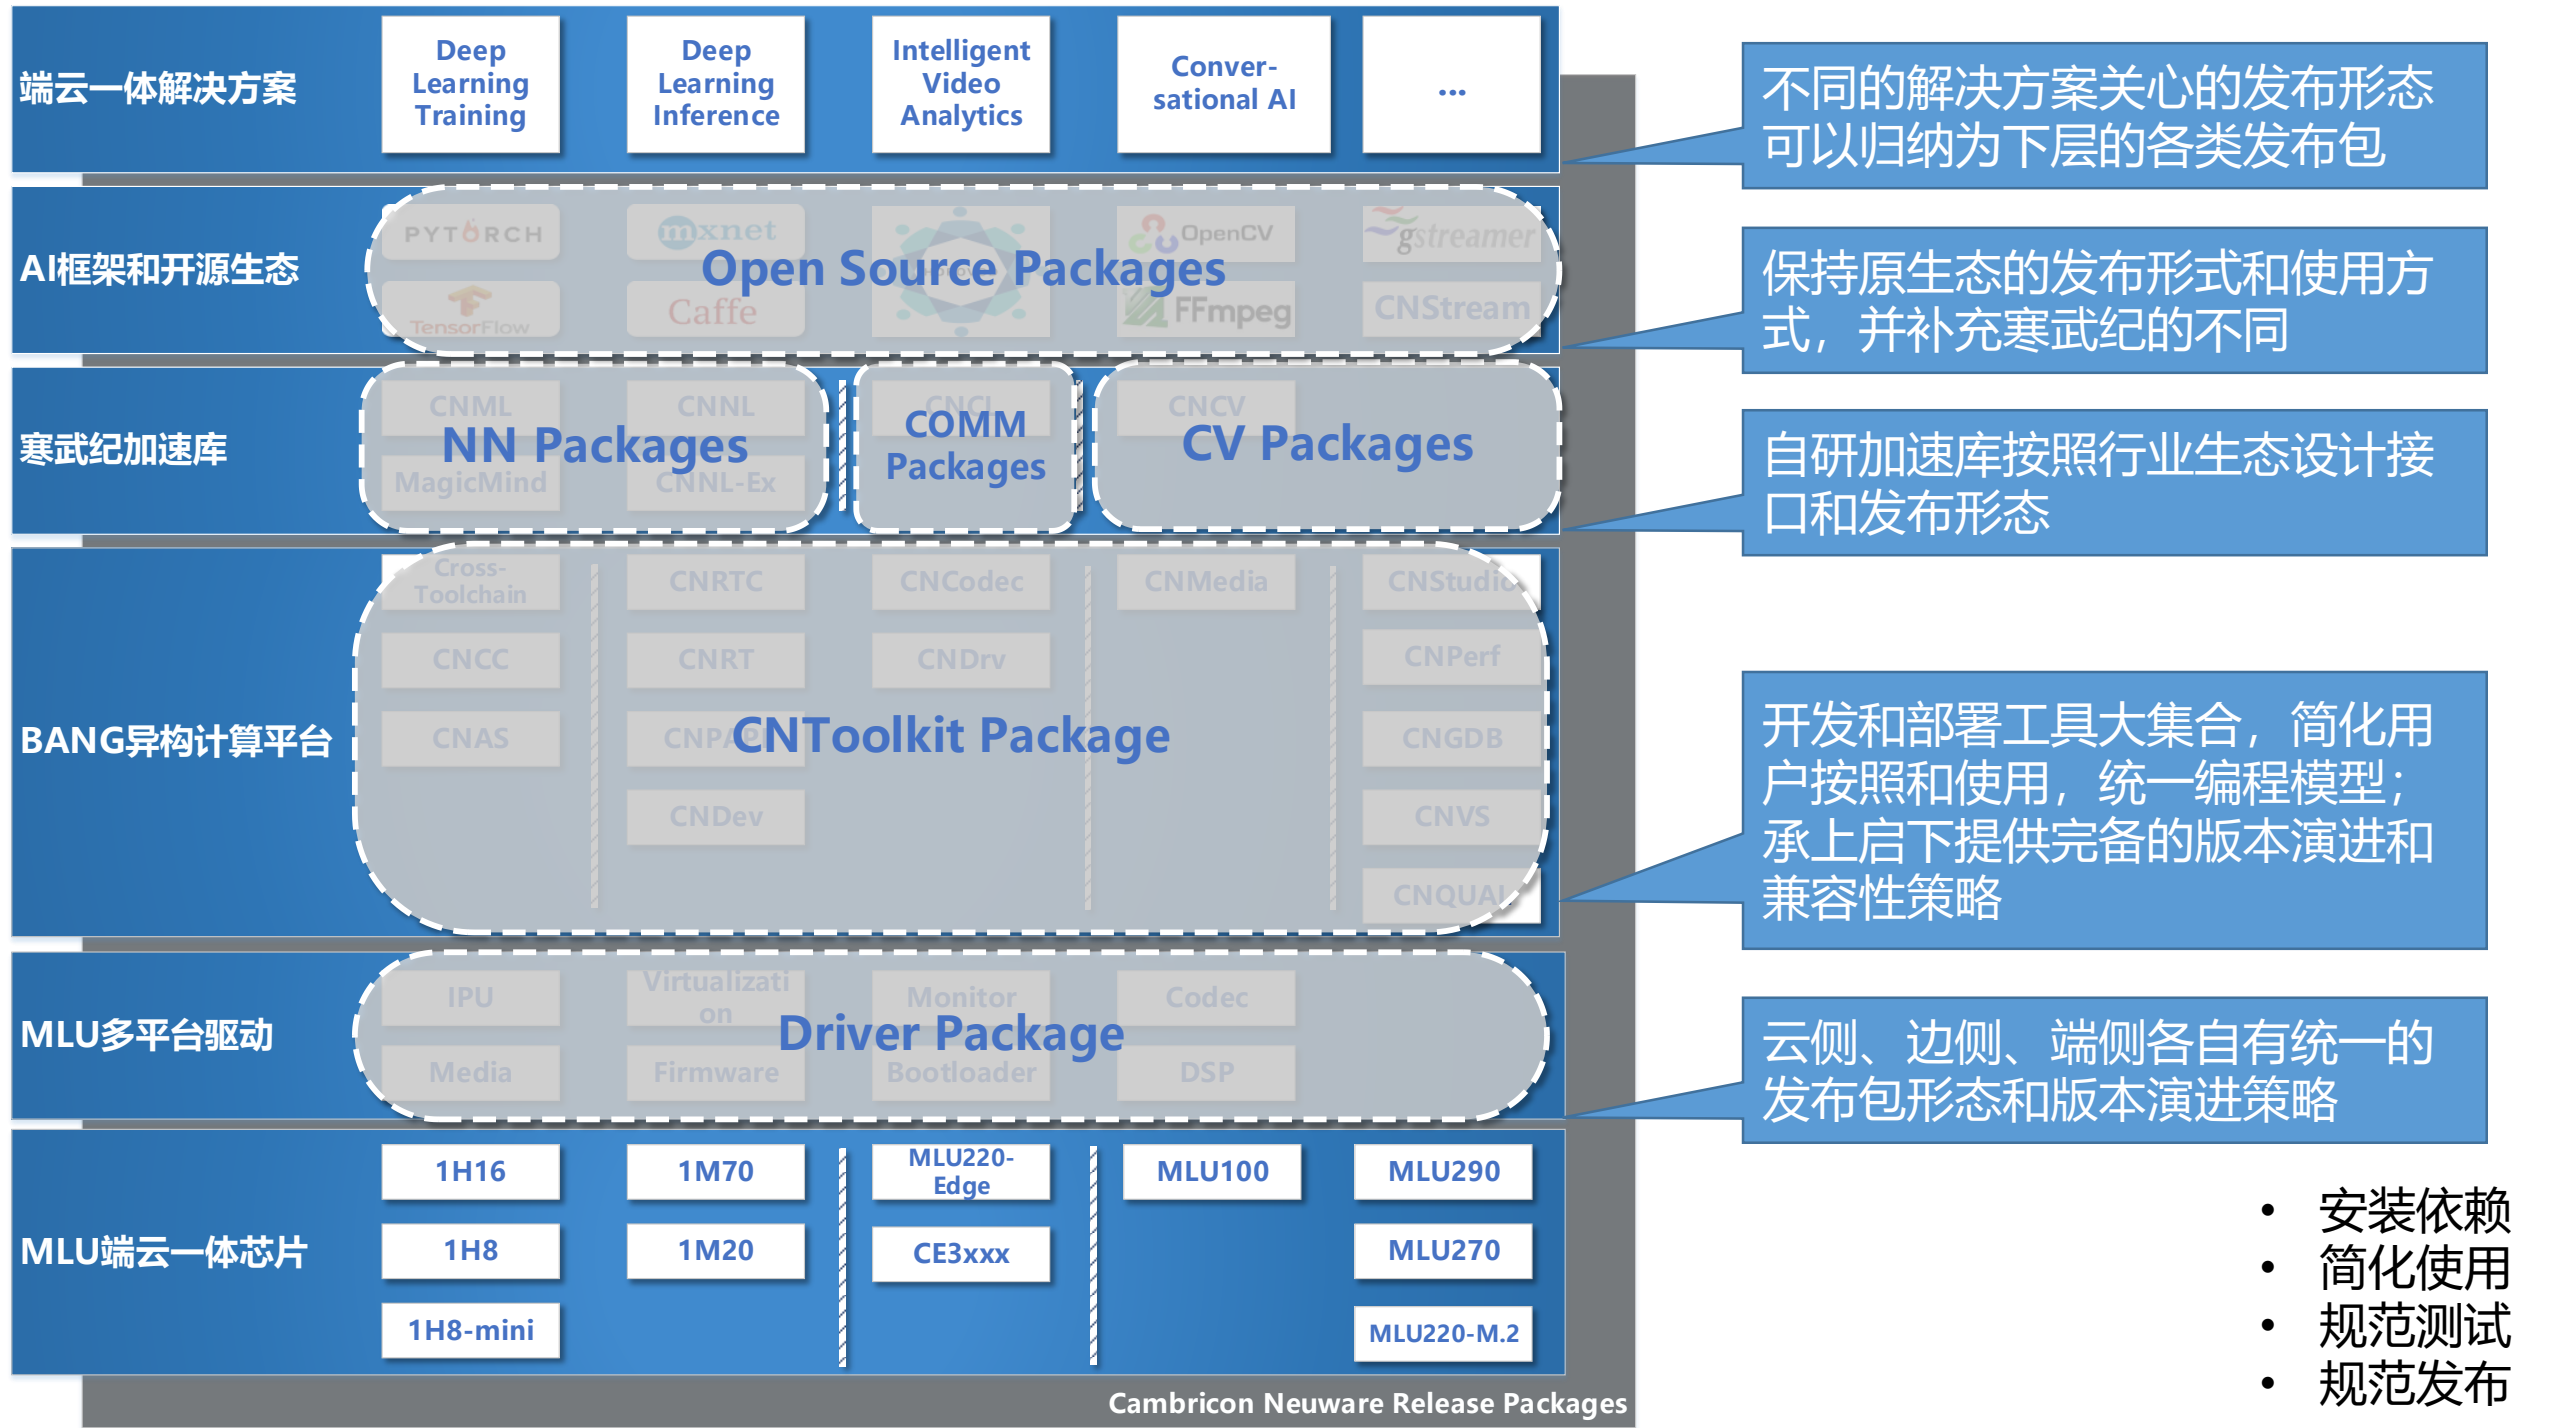 端云一体解决方案
Deep
Learning
Training
Deep
Learning
Inference
Intelligent
Video
Analytics
Conver-
sational AI
...
不同的解决方案关心的发布形态
可以归纳为下层的各类发布包
AI框架和开源生态
PYTORCH
mxnet
OpenCV
gstreamer
Open Source Packages
TensorFlow
Caffe
FFmpeg
CNStream
保持原生态的发布形式和使用方
式，并补充寒武纪的不同
寒武纪加速库
CNML
CNNL
CNCL
CNCV
NN Packages
COMM
Packages
CV Packages
MagicMind
CNNL-Ex
自研加速库按照行业生态设计接
口和发布形态
BANG异构计算平台
Cross-
Toolchain
CNRTC
CNCodec
CNMedia
CNStudio
CNCC
CNRT
CNDrv
CNPerf
CNAS
CNPAPI
CNToolkit Package
CNGDB
CNDev
CNVS
开发和部署工具大集合，简化用
户按照和使用，统一编程模型；
承上启下提供完备的版本演进和
兼容性策略
MLU多平台驱动
IPU
Virtualizati
on
Monitor
Codec
Driver Package
Media
Firmware
Bootloader
DSP
云侧、边侧、端侧各自有统一的
发布包形态和版本演进策略
MLU端云一体芯片
1H16
1M70
MLU220-
Edge
MLU100
MLU290
1H8
1M20
CE3xxx
MLU270
1H8-mini
MLU220-M.2
Cambricon Neuware Release Packages
• 安装依赖
• 简化使用
• 规范测试
• 规范发布